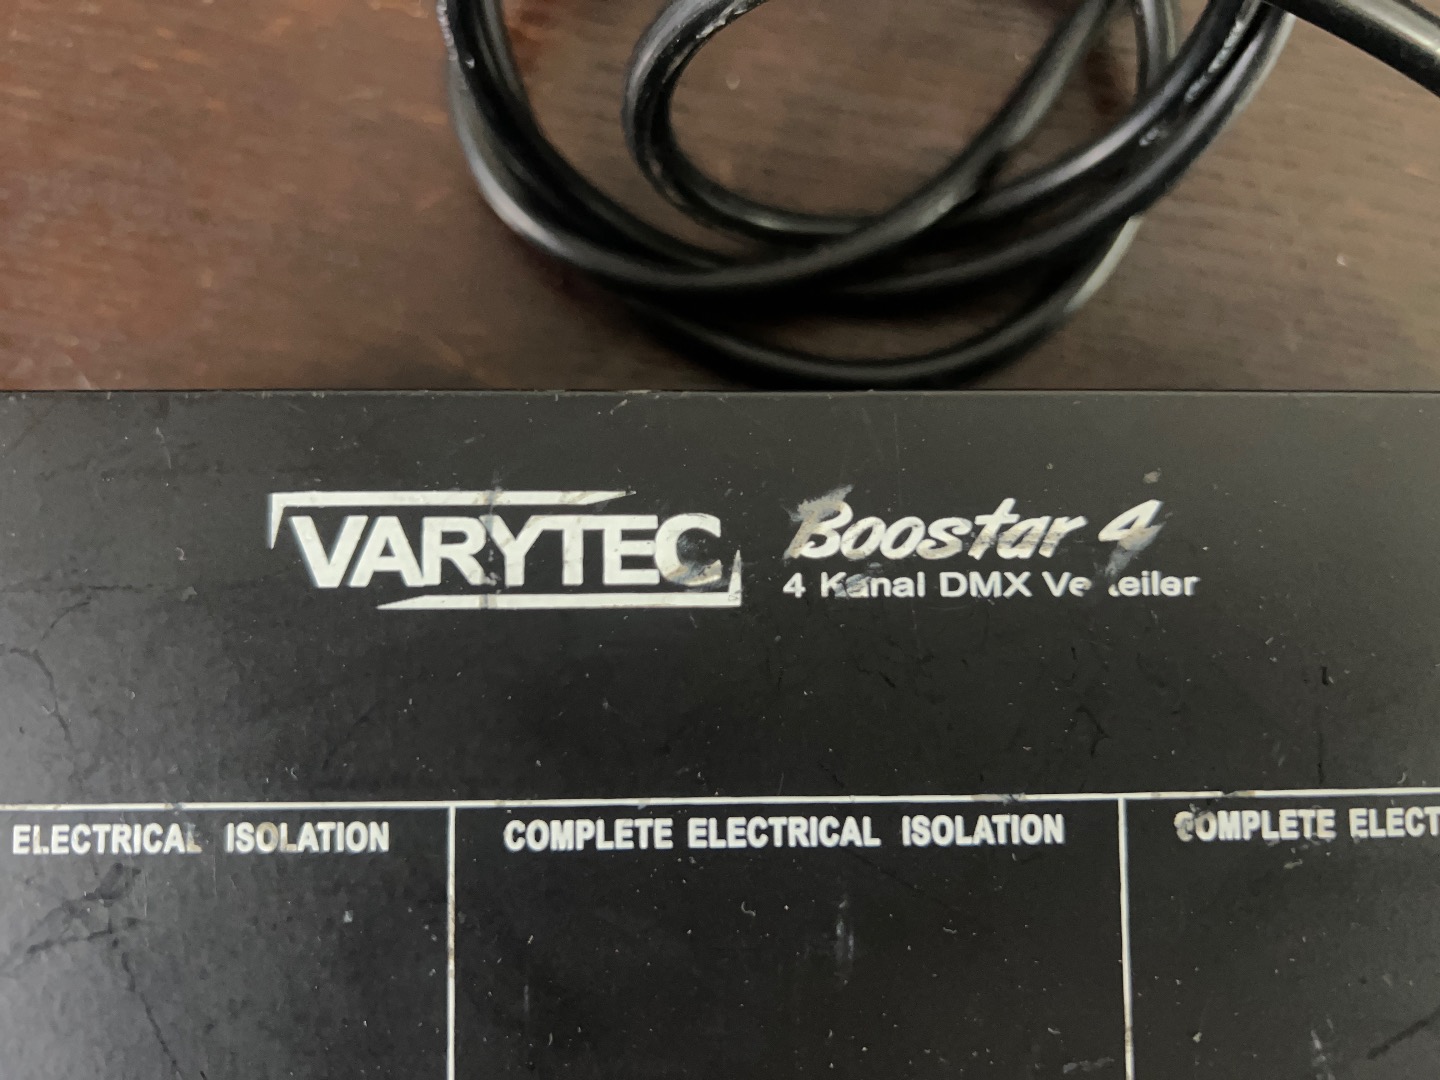 VARYTEC
Boostar 4
4 Kanal DMX
ELECTRICAL ISOLATION
COMPLETE ELECTRICAL ISOLATION
COMPLETE ELECT